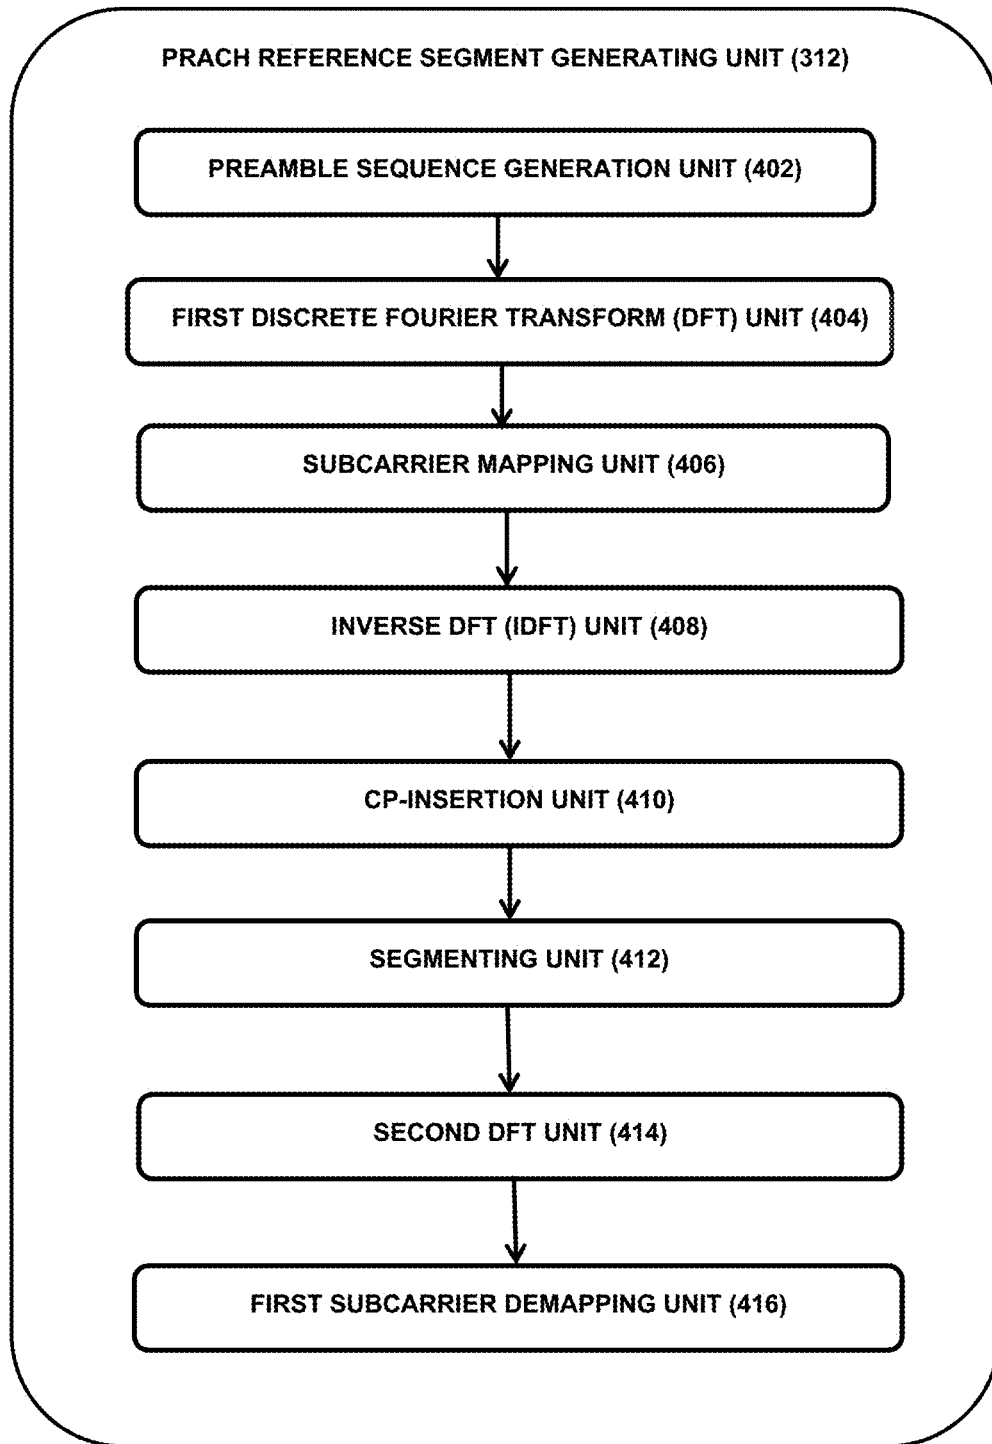 PRACH REFERENCE SEGMENT GENERATING UNIT (312)
PREAMBLE SEQUENCE GENERATION UNIT (402)
FIRST DISCRETE FOURIER TRANSFORM (DFT) UNIT (404)
SUBCARRIER MAPPING UNIT (406)
INVERSE DFT (IDFT) UNIT (408)
CP-INSERTION UNIT (410)
SEGMENTING UNIT (412)
SECOND DFT UNIT (414)
FIRST SUBCARRIER DEMAPPING UNIT (416)